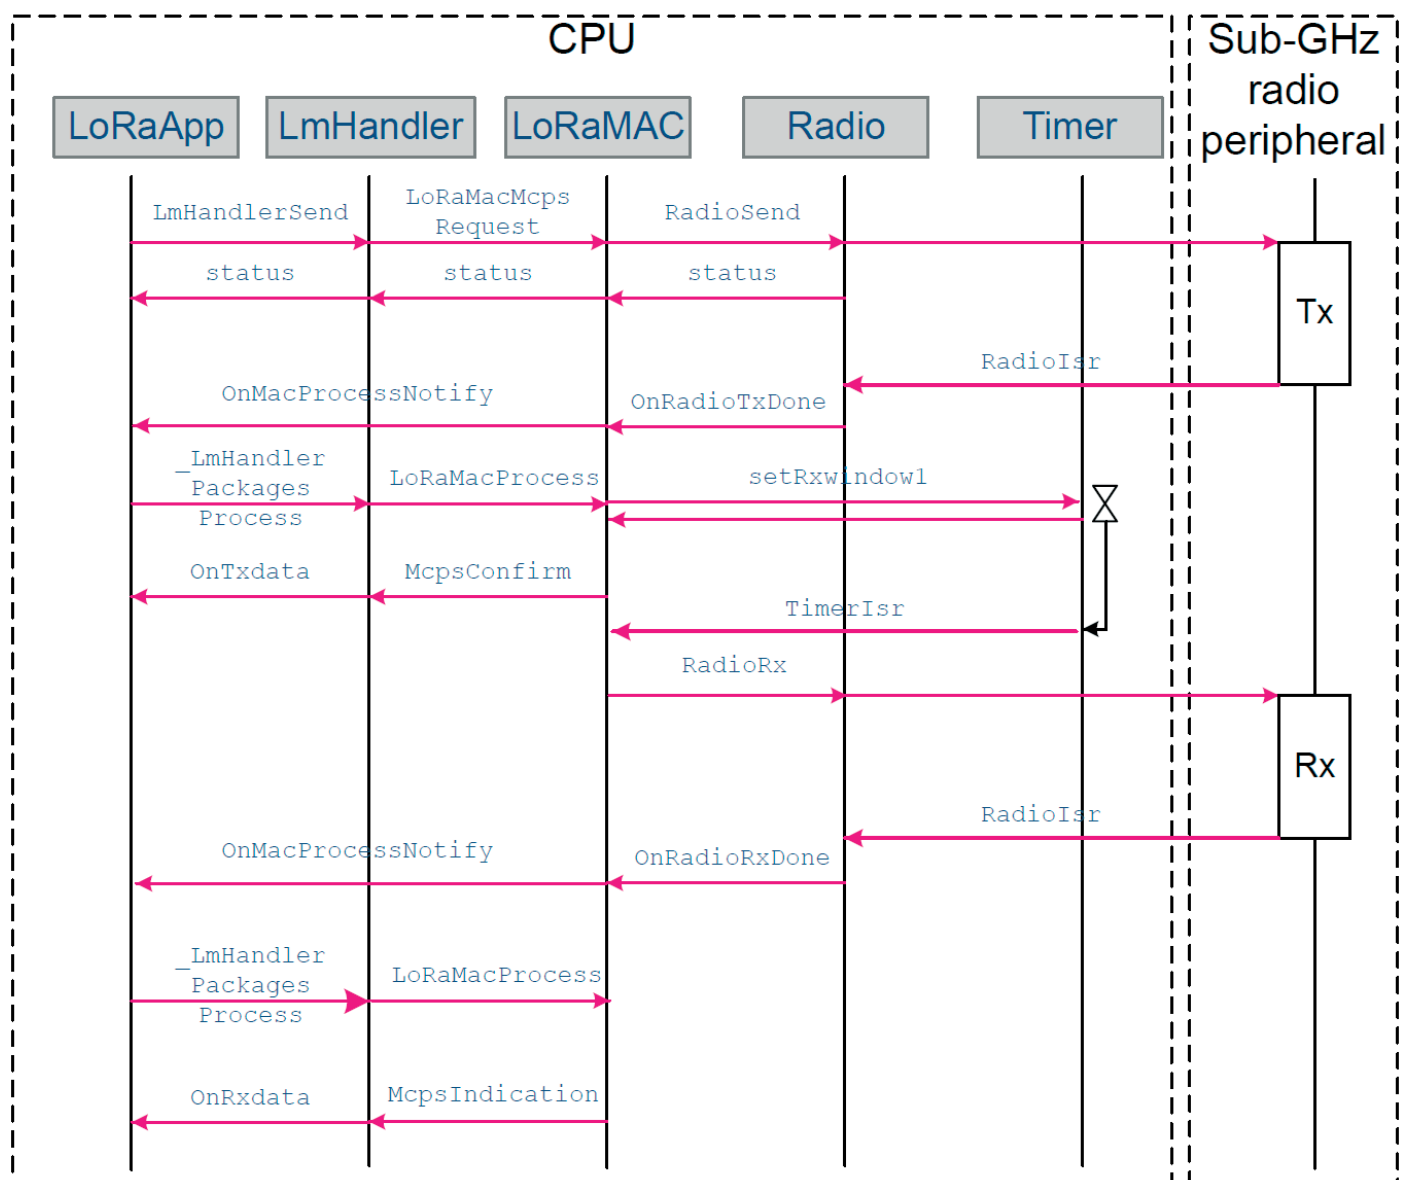 CPU
Sub-GHz
radio
peripheral
LoRaApp
LmHandler
LoRaMAC
Radio
Timer
LmHandlerSend
LoRaMacMcps
Request
RadioSend
status
status
status
Tx
RadioIsr
OnMacProcessNotify
OnRadioTxDone
_LmHandler
Packages
Process
LoRaMacProcess
setRxwindow1
OnTxdata
McpsConfirm
TimerIsr
RadioRx
Rx
RadioIsr
OnMacProcessNotify
OnRadioRxDone
_LmHandler
Packages
Process
LoRaMacProcess
OnRxdata
McpsIndication